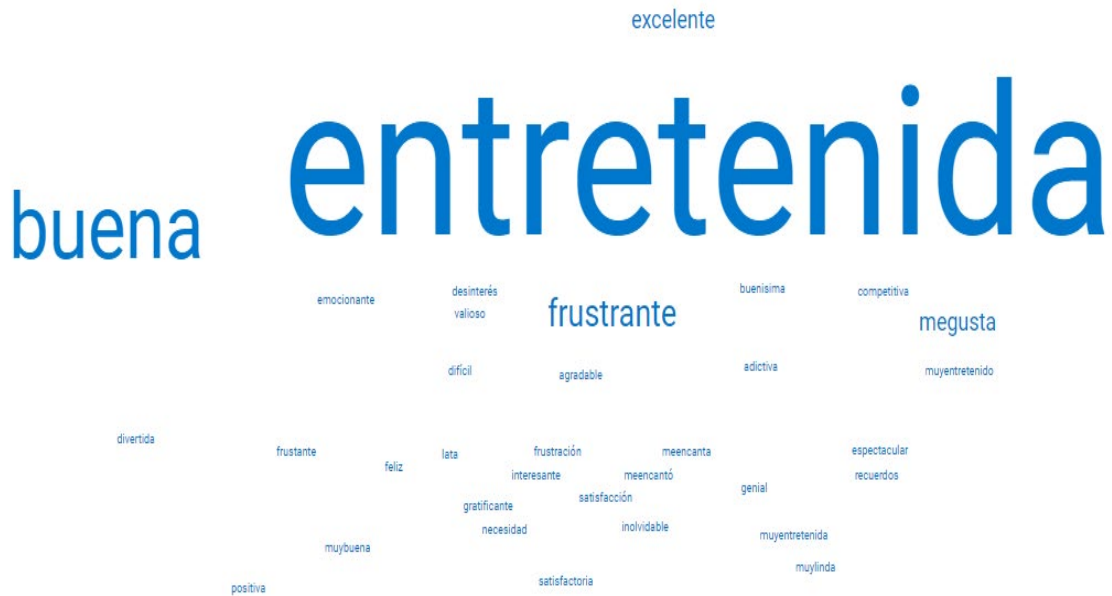 excelente
entretenida
buena
emocionante
desinterés
valioso
frustrante
buenisima
competitiva
megusta
difícil
agradable
adictiva
muyentretenido
divertida
frustante
feliz
lata
frustración
meencanta
espectacular
interesante
meencantó
recuerdos
gratificante
satisfacción
genial
necesidad
inolvidable
muyentretenida
muybuena
muylinda
positiva
satisfactoria